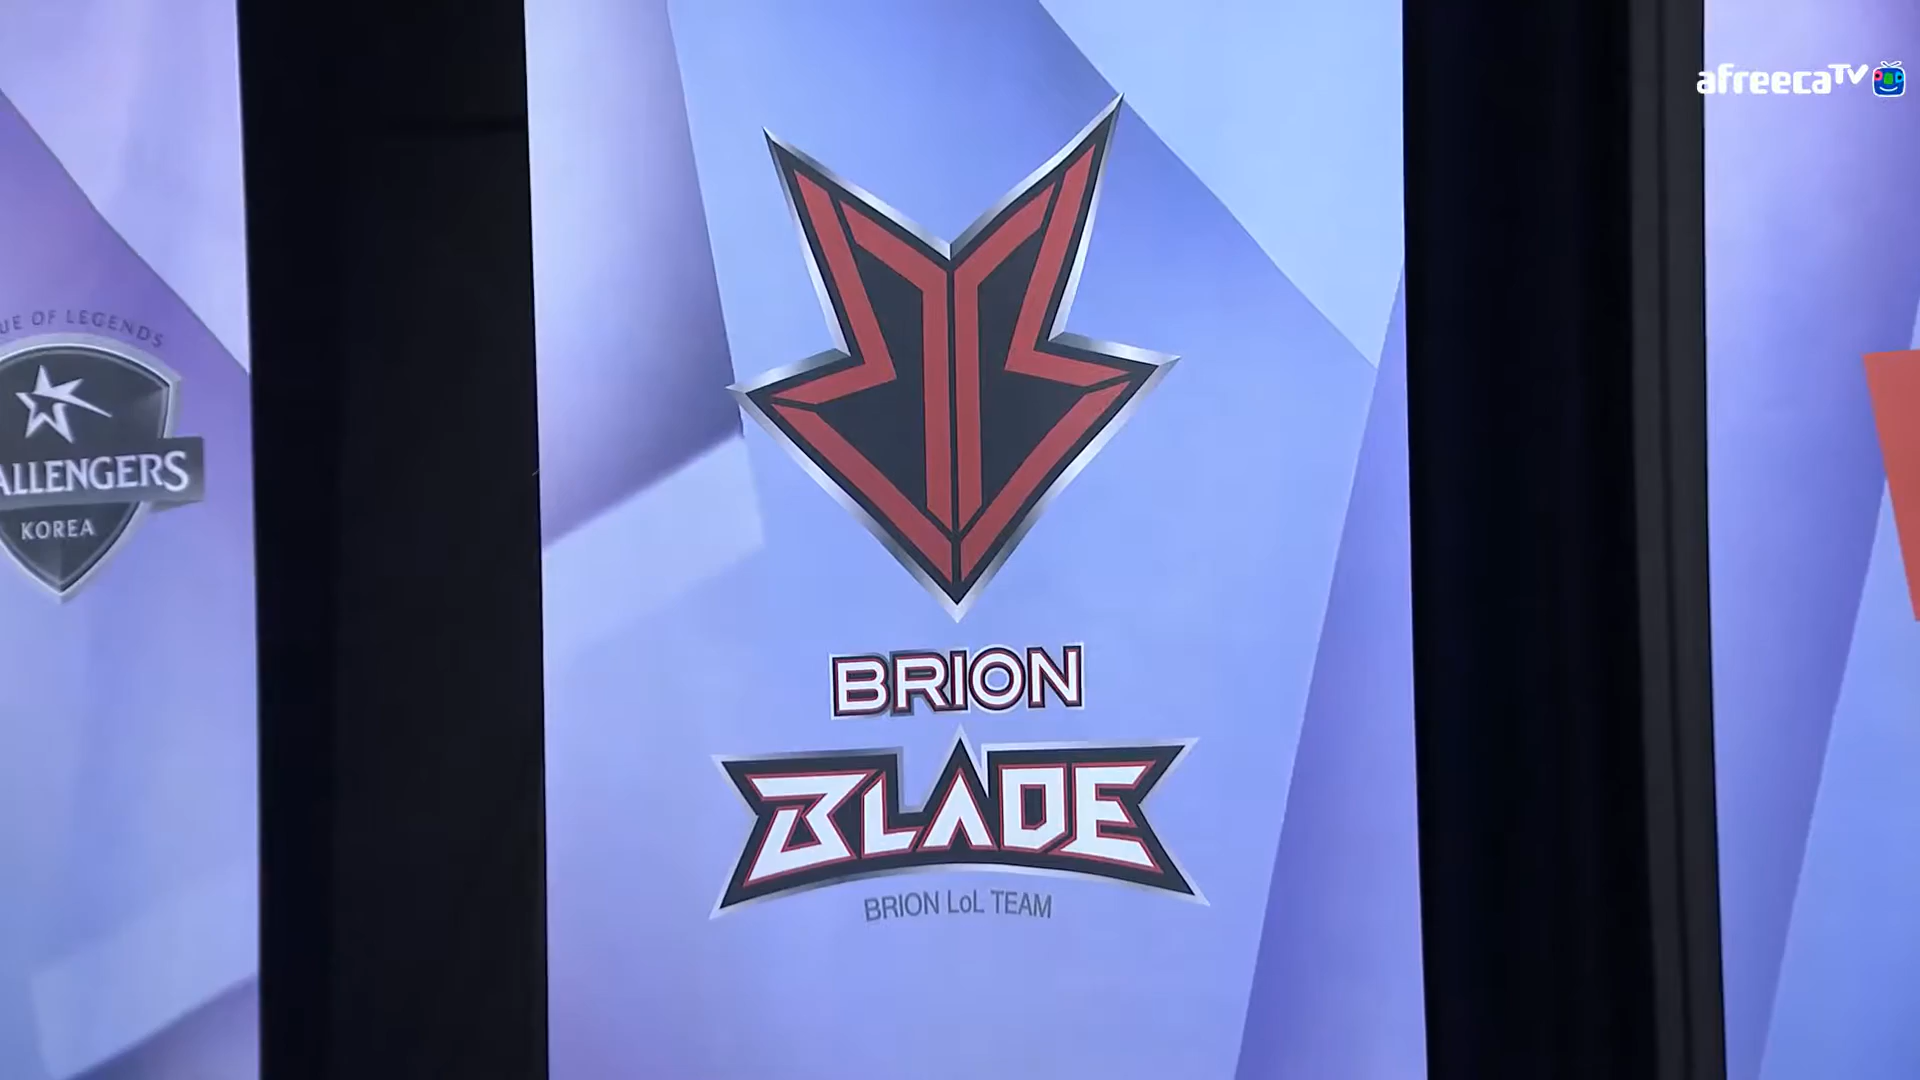 afreecaTV
UE OF LEGENDS
ALLENGERS
KOREA
BRION
BLADE
BRION LoL TEAM